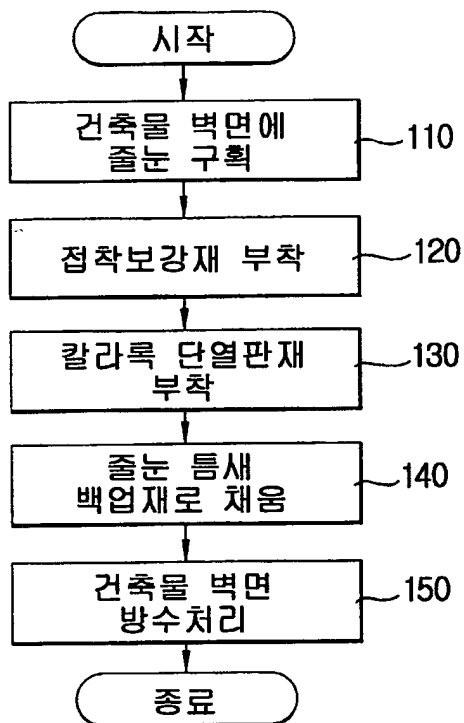 시작
건축물 벽면에
줄눈 구획
110
접착보강재 부착
120
칼라록 단열판재
부착
130
줄눈 틈새
백업재로 채움
140
건축물 벽면
방수처리
150
종료